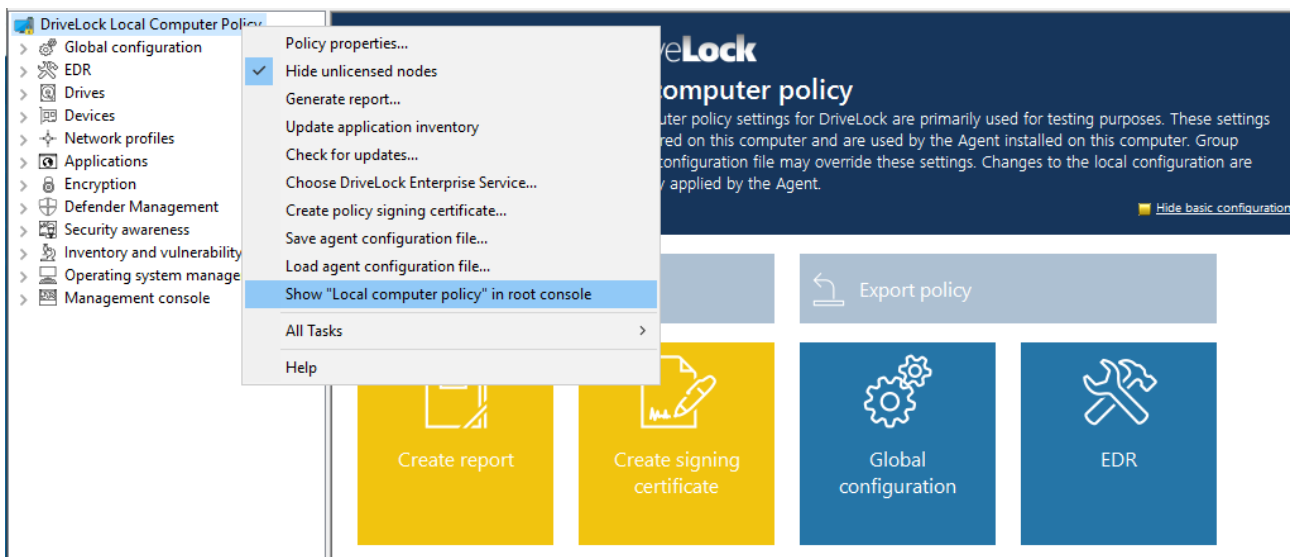 DriveLock Local Computer Policy
Global configuration
EDR
Drives
Devices
Network profiles
Applications
Encryption
Defender Management
Security awareness
Inventory and vulnerability
Operating system manage
Management console
Policy properties...
Hide unlicensed nodes
Generate report...
Update application inventory
Check for updates...
Choose DriveLock Enterprise Service...
Create policy signing certificate...
Save agent configuration file...
Load agent configuration file...
Show "Local computer policy" in root console
All Tasks
Help
veLock
omputer policy
uter policy settings for DriveLock are primarily used for testing purposes. These settings
red on this computer and are used by the Agent installed on this computer. Group
configuration file may override these settings. Changes to the local configuration are
y applied by the Agent.
Hide basic configuration
Export policy
Create report
Create signing
certificate
Global
configuration
EDR